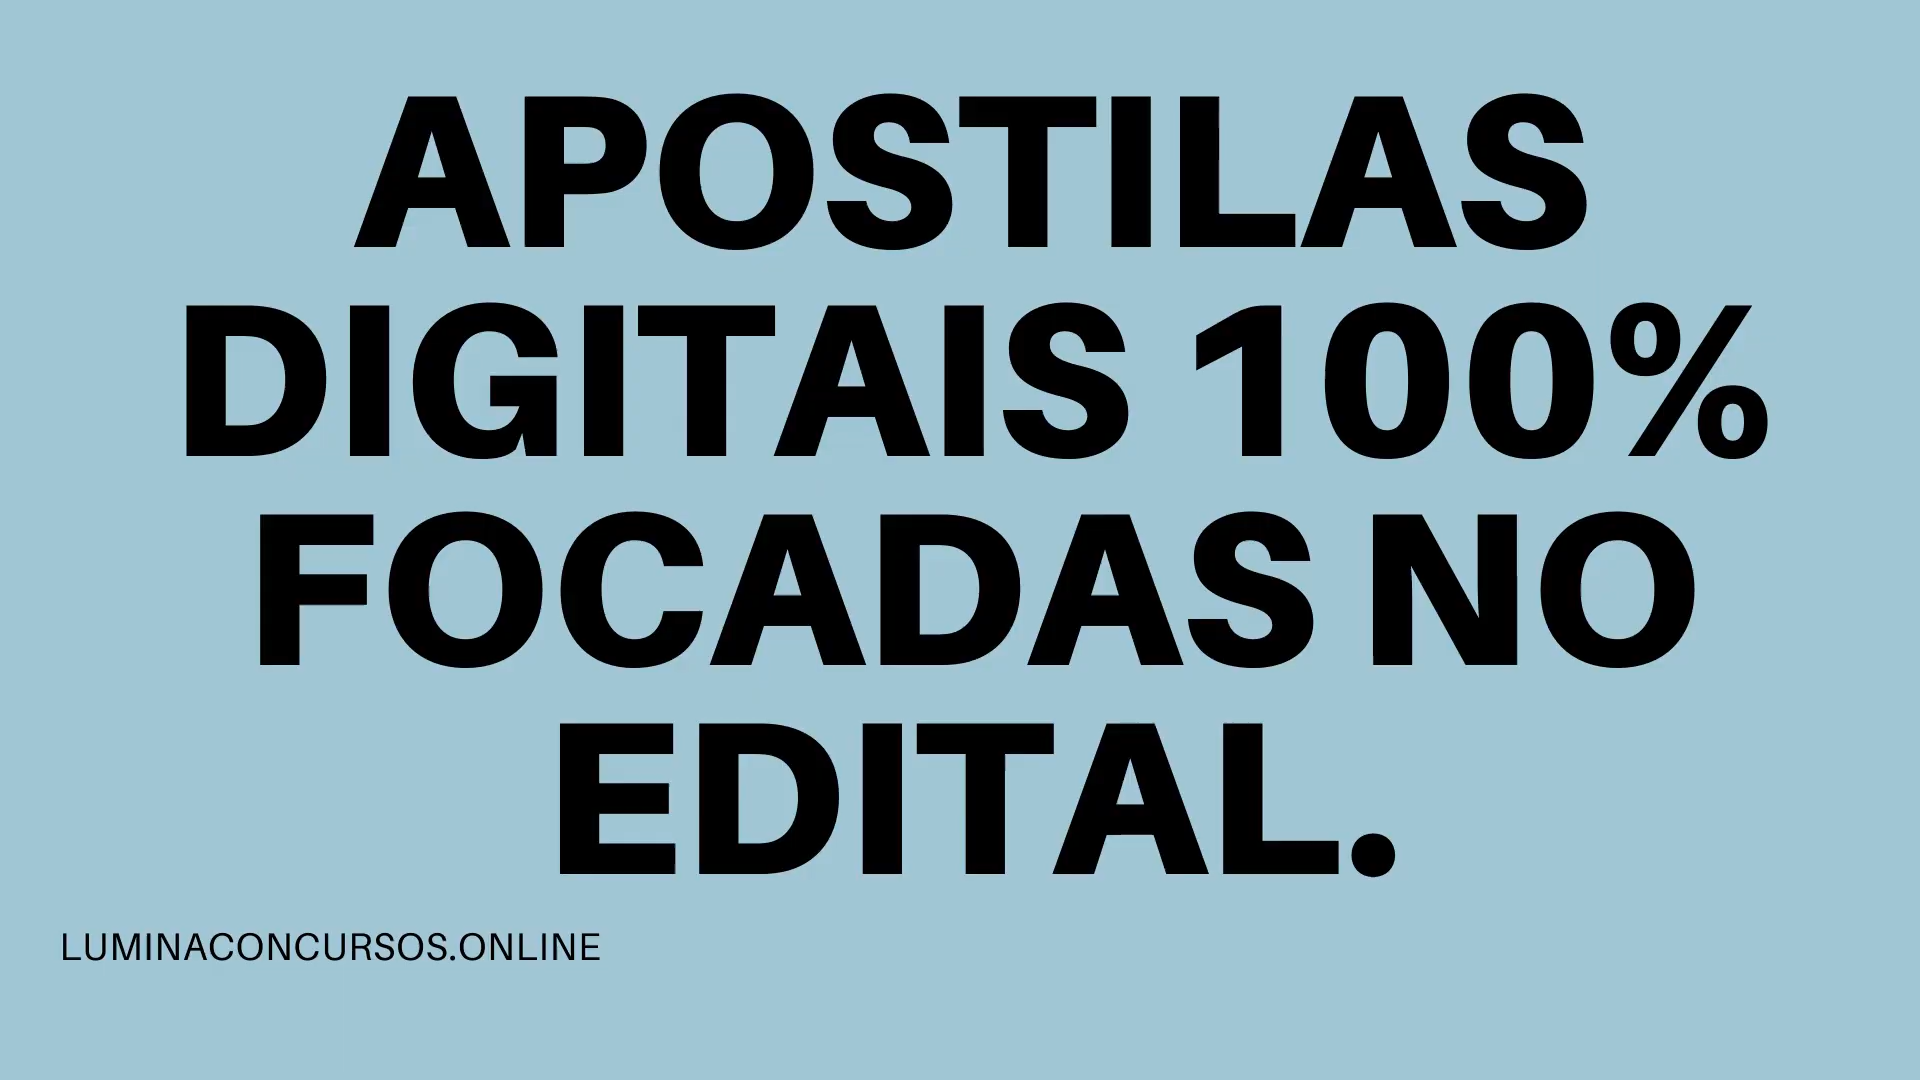 APOSTILAS
DIGITAIS 100%
FOCADAS NO
EDITAL.
LUMINACONCURSOS.ONLINE